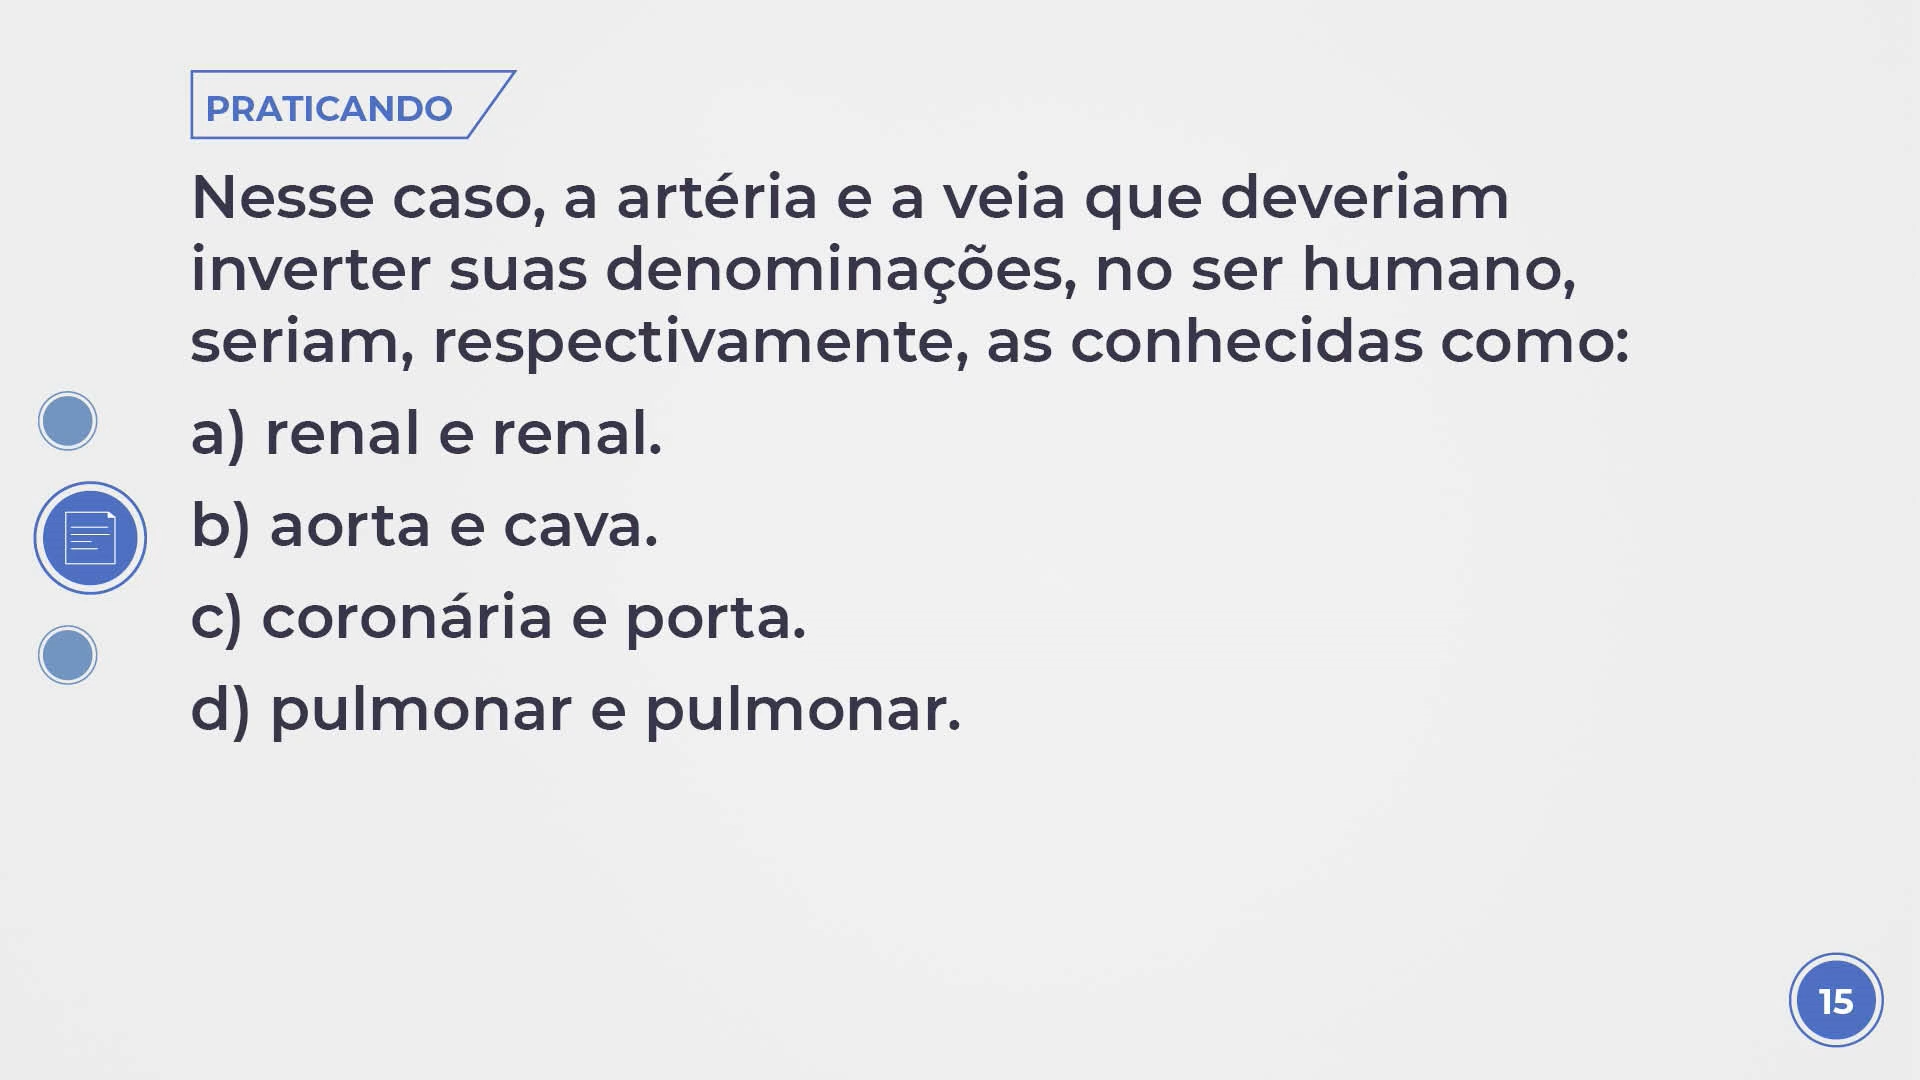 PRATICANDO
Nesse caso, a artéria e a veia que deveriam
inverter suas denominações, no ser humano,
seriam, respectivamente, as conhecidas como:
a) renal e renal.
b) aorta e cava.
c) coronária e porta.
d) pulmonar e pulmonar.
15